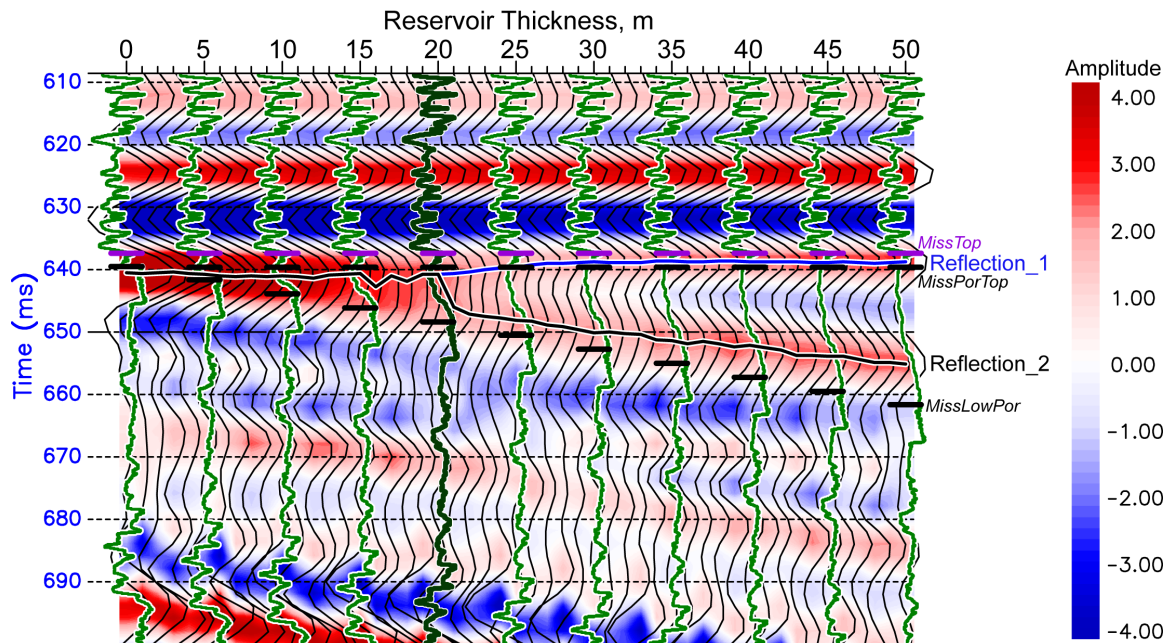 Reservoir Thickness, m
0 5 10 15 20 25 30 35 40 45 50
Time (ms)
610
620
630
640
650
660
670
680
690
MissTop
Reflection_1
MissPorTop
Reflection_2
MissLowPor
Amplitude
4.00
3.00
2.00
1.00
0.00
-1.00
-2.00
-3.00
-4.00